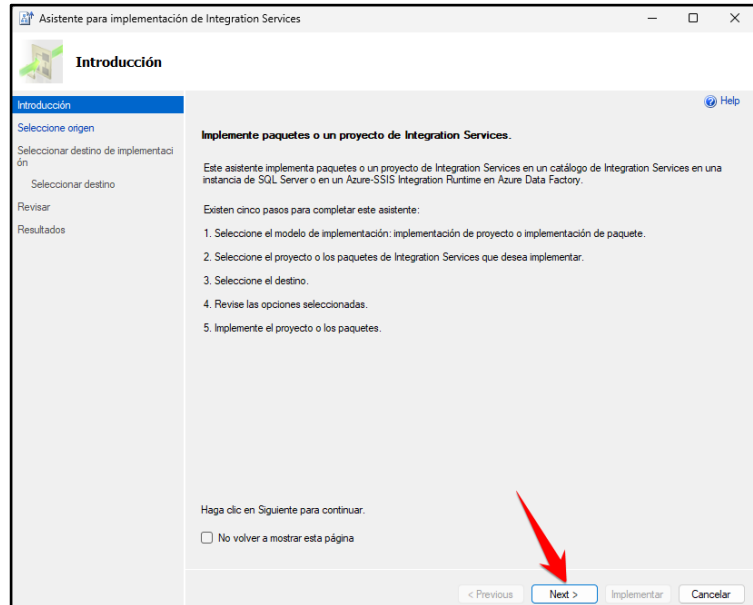 Asistente para implementación de Integration Services
Introducción
Help
Introducción
Seleccione origen
Seleccionar destino de implementaci
ón
Seleccionar destino
Revisar
Resultados
Implemente paquetes o un proyecto de Integration Services.
Este asistente implementa paquetes o un proyecto de Integration Services en un catálogo de Integration Services en una
instancia de SQL Server o en un Azure-SSIS Integration Runtime en Azure Data Factory.
Existen cinco pasos para completar este asistente:
1. Seleccione el modelo de implementación: implementación de proyecto o implementación de paquete.
2. Seleccione el proyecto o los paquetes de Integration Services que desea implementar.
3. Seleccione el destino.
4. Revise las opciones seleccionadas.
5. Implemente el proyecto o los paquetes.
Haga clic en Siguiente para continuar.
No volver a mostrar esta página
< Previous
Next >
Implementar
Cancelar